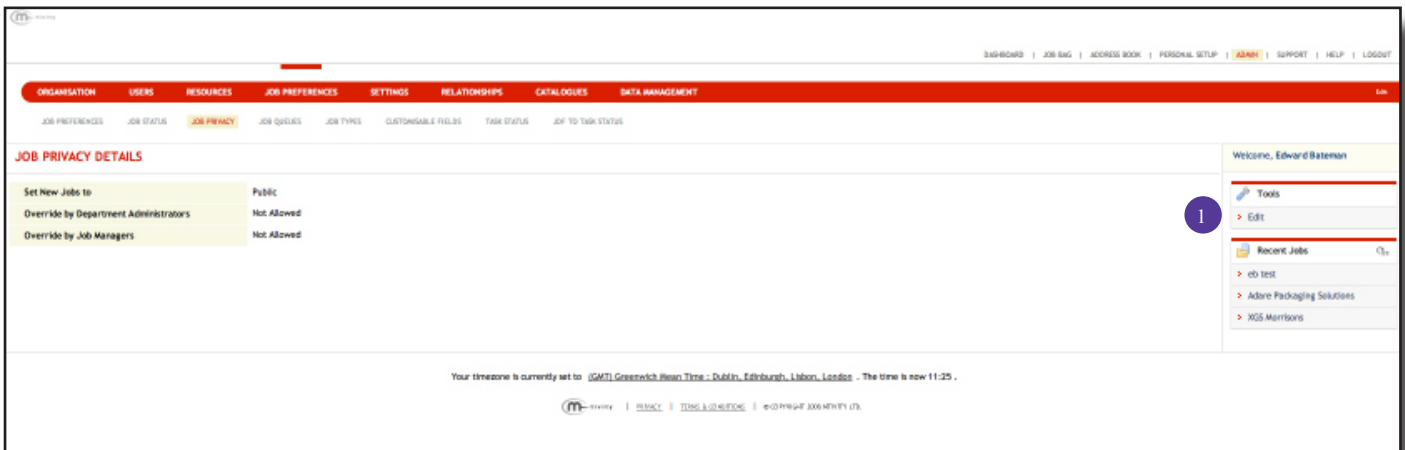 DASHBOARD | JOB BAG | ADDRESS BOOK | PERSONAL SETUP | ADMIN | SUPPORT | HELP | LOGOUT
ORGANISATION USERS RESOURCES JOB PREFERENCES SETTINGS RELATIONSHIPS CATALOGUES DATA MANAGEMENT
JOB PREFERENCES JOB STATUS JOB PRIVACY JOB QUEUES JOB TYPES CUSTOMISABLE FIELDS TASK STATUS JDF TO TASK STATUS
JOB PRIVACY DETAILS
Welcome, Edward Bateman
Set New Jobs to Public
Override by Department Administrators Not Allowed
Override by Job Managers Not Allowed
Tools
1
> Edit
Recent Jobs
> eb test
> Adare Packaging Solutions
> XGS Morrisons
Your timezone is currently set to (GMT) Greenwich Mean Time : Dublin, Edinburgh, Lisbon, London . The time is now 11:25 .
| PRIVACY | TERMS & CONDITIONS | © COPYRIGHT